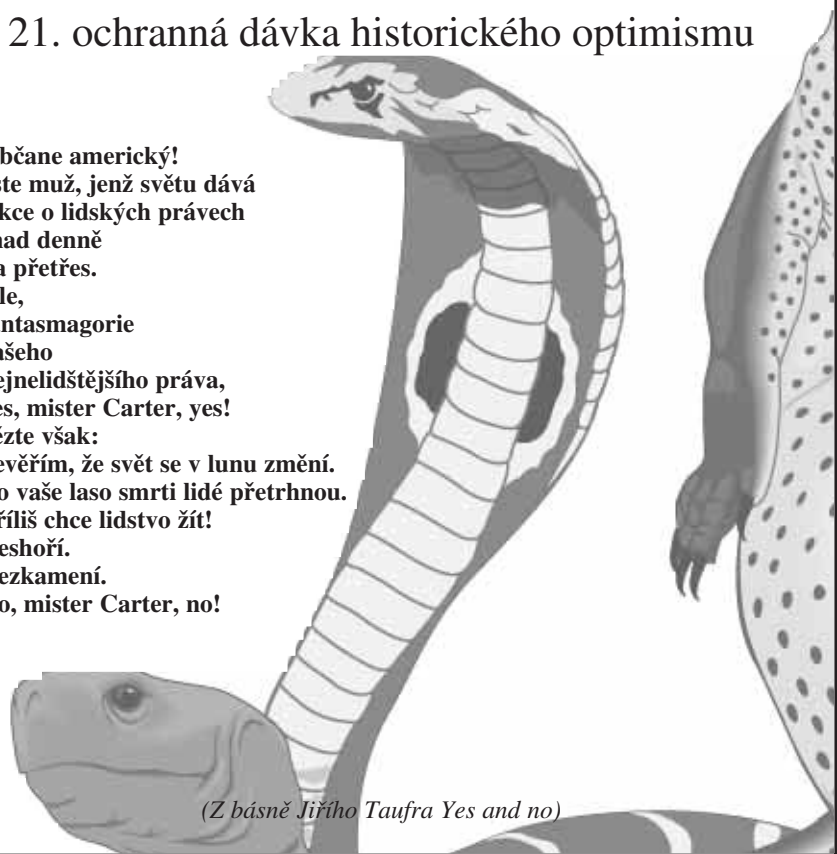 21. ochranná dávka historického optimismu
bčane americký!
ste muž, jenž světu dává
kce o lidských právech
nad denně
a přetřes.
le,
ntasmagorie
ašeho
ejnelidštějšího práva,
es, mister Carter, yes!
ězte však:
evěřím, že svět se v lunu změní.
o vaše laso smrti lidé přetrhnou.
říliš chce lidstvo žít!
eshoří.
ezkamení.
o, mister Carter, no!
(Z básně Jiřího Taufra Yes and no)